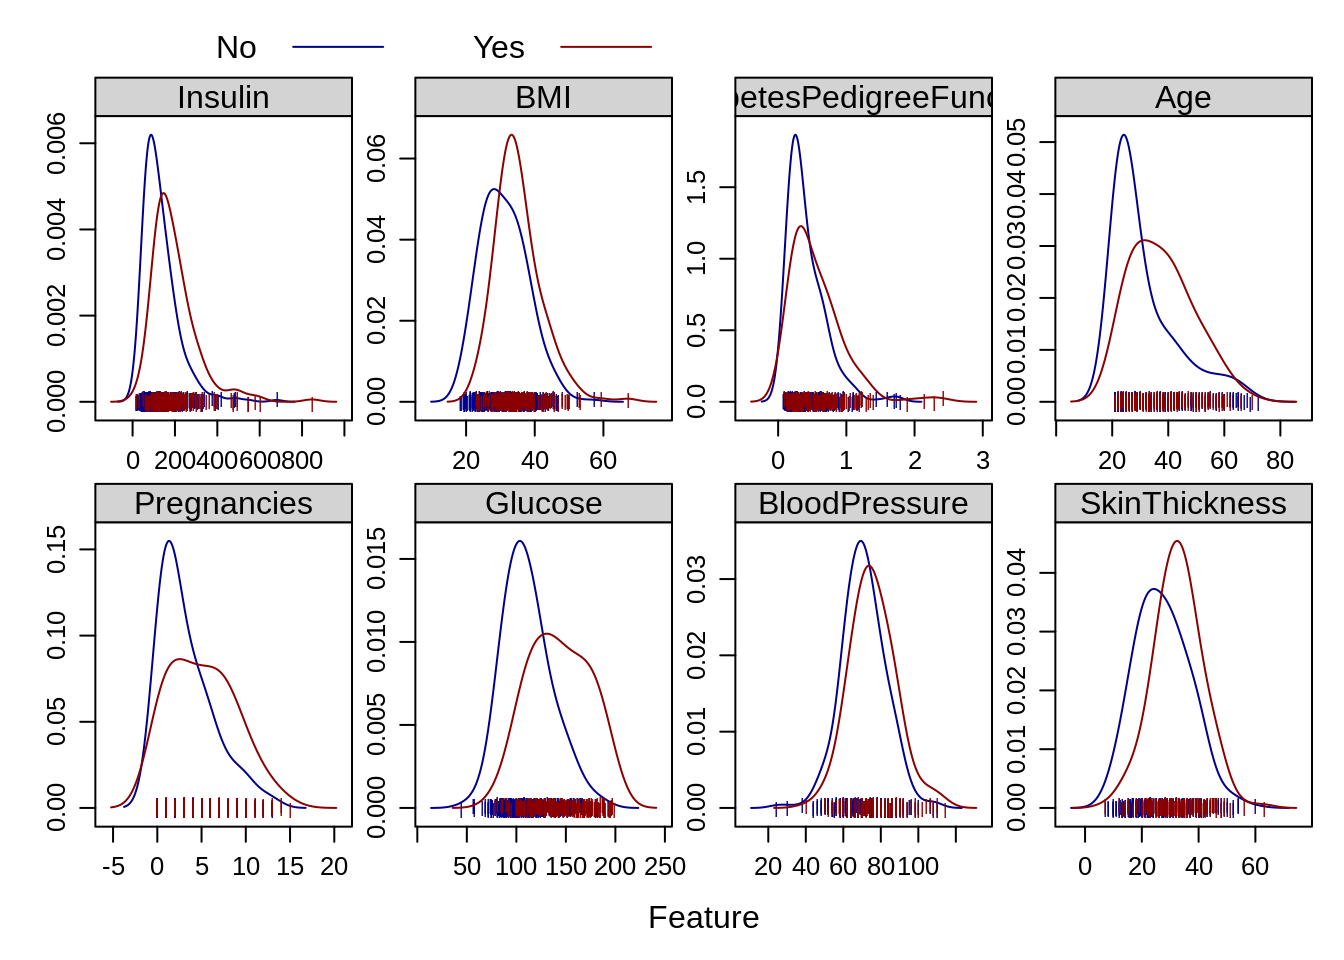 No Yes
Insulin BMI betesPedigreeFunc Age
0.000 0.002 0.004 0.006
0 200 400 600 800
0.00 0.02 0.04 0.06
20 40 60
0.0 0.5 1.0 1.5
0 1 2 3
0.00 0.01 0.02 0.03 0.04 0.05
20 40 60 80
Pregnancies Glucose BloodPressure SkinThickness
0.00 0.05 0.10 0.15
-5 0 5 10 15 20
0.000 0.005 0.010 0.015
50 100 150 200 250
0.00 0.01 0.02 0.03
20 40 60 80 100
0.00 0.01 0.02 0.03 0.04
0 20 40 60
Feature